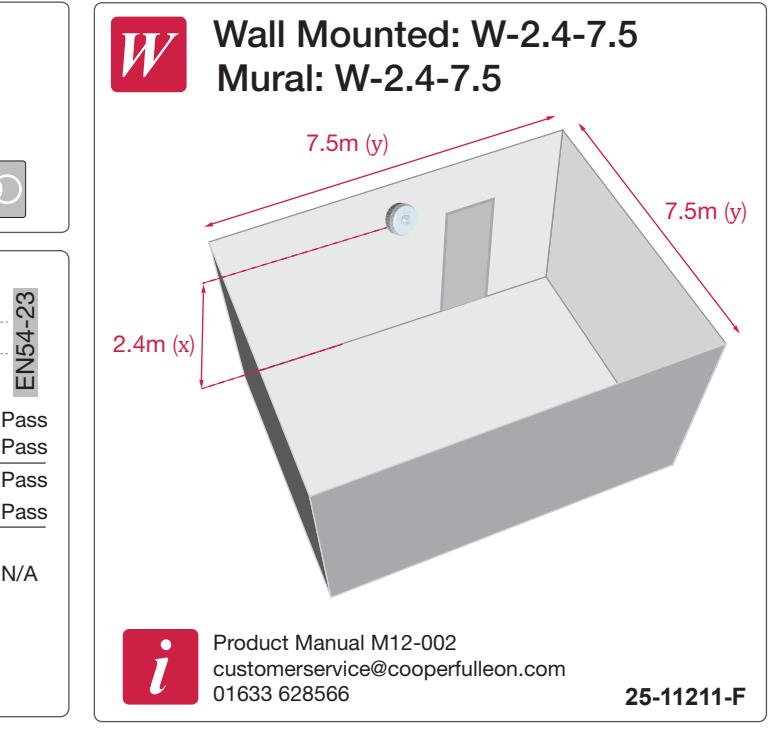 EN54-23
Pass
Pass
Pass
Pass
N/A
W
Wall Mounted: W-2.4-7.5
Mural: W-2.4-7.5
7.5m (y)
7.5m (y)
2.4m (x)
i
Product Manual M12-002
customerservice@cooperfulleon.com
01633 628566
25-11211-F